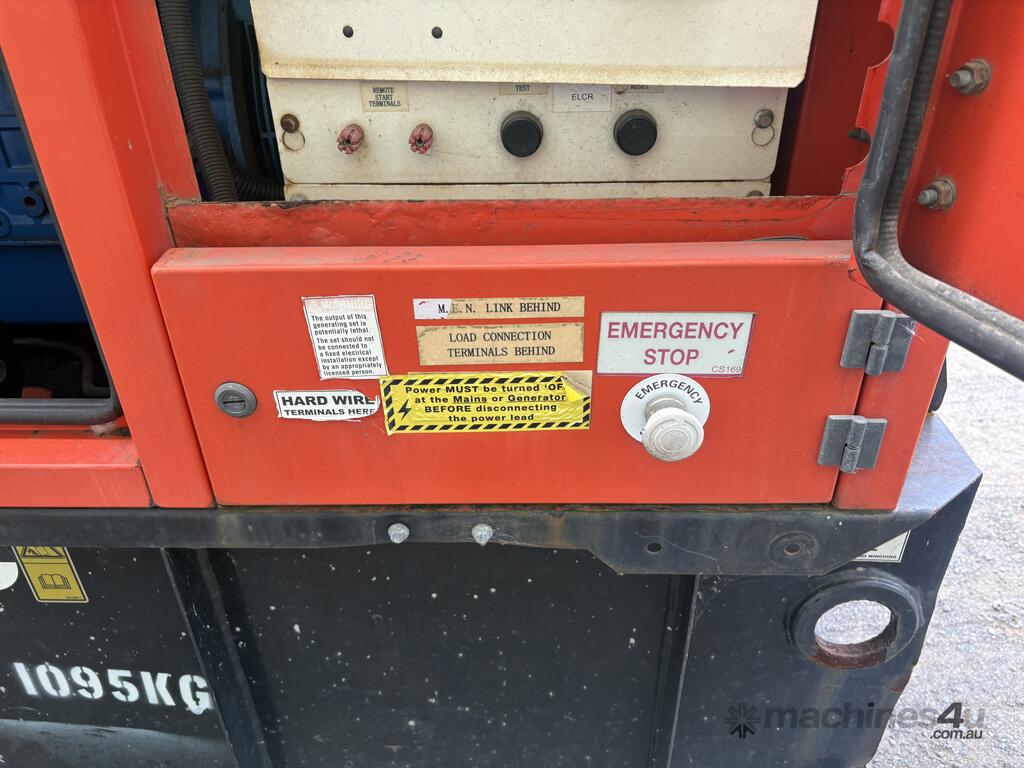 REMOTE
START
TERMINALS
TEST
ELCR
RESET
WARNING
The output of this
generating set is
potentially lethal.
The set should not
be connected to a
fixed electrical
installation except
by an appropriately
licensed person.
M.E.N. LINK BEHIND
LOAD CONNECTION
TERMINALS BEHIND
EMERGENCY
STOP
CS169
HARD WIRE
TERMINALS HERE
Power MUST be turned 'OF
at the Mains or Generator
BEFORE disconnecting
the power lead
EMERGENCY
1095KG
machines4u
.com.au